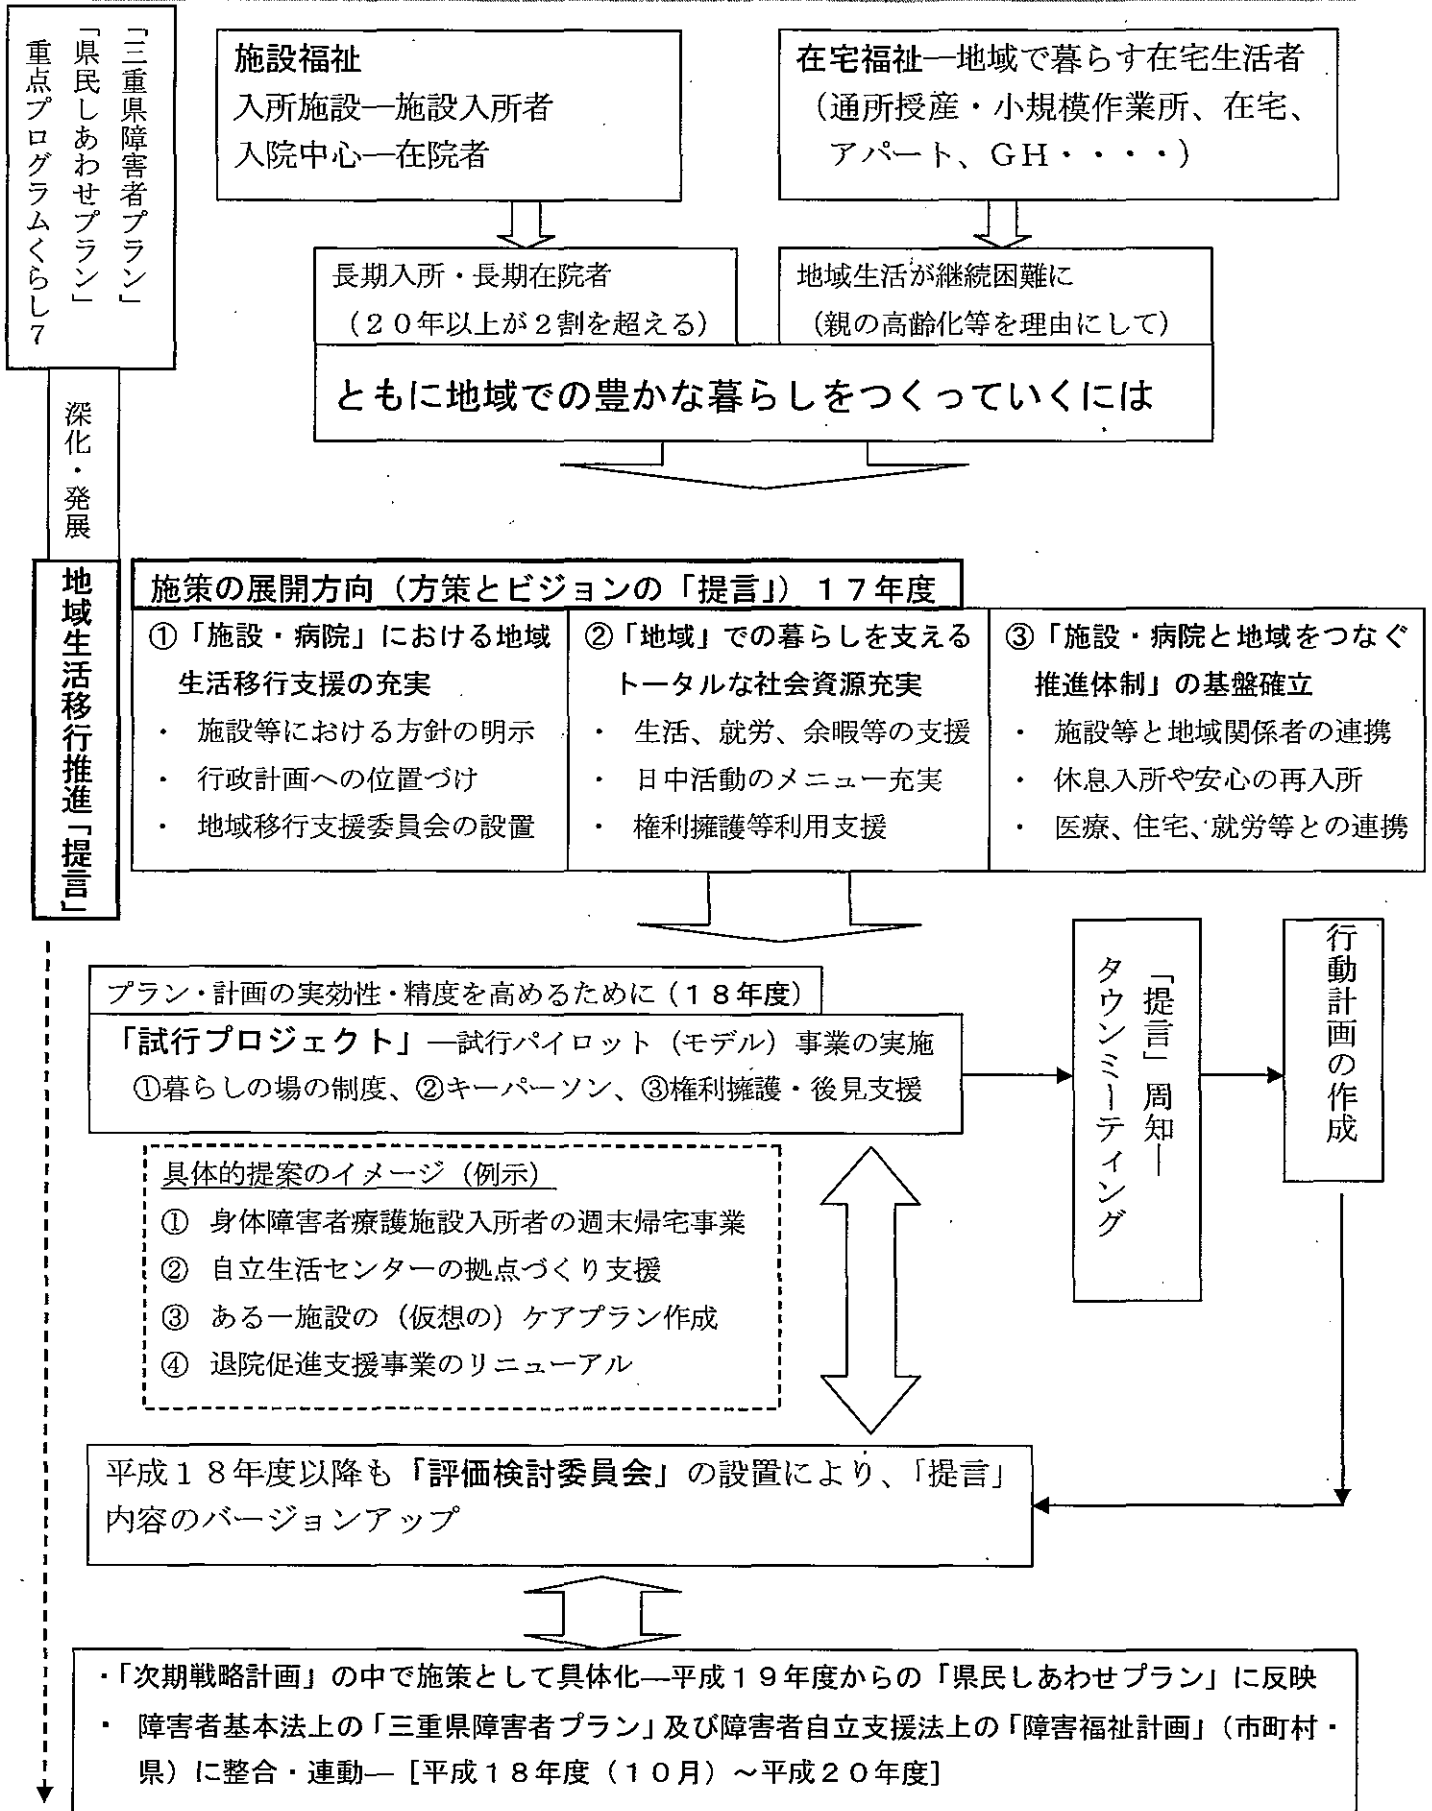 「三重県障害者プラン」
「県民しあわせプラン」
重点プログラムくらし7
施設福祉
入所施設―施設入所者
入院中心―在院者
在宅福祉―地域で暮らす在宅生活者
(通所授産・小規模作業所、在宅、
アパート、GH・・・・)
長期入所・長期在院者
(20年以上が2割を超える)
地域生活が継続困難に
(親の高齢化等を理由にして)
ともに地域での豊かな暮らしをつくっていくには
深化・発展
地域生活移行推進「提言」
施策の展開方向(方策とビジョンの「提言」)17年度
①「施設・病院」における地域
生活移行支援の充実
・ 施設等における方針の明示
・ 行政計画への位置づけ
・ 地域移行支援委員会の設置
②「地域」での暮らしを支える
トータルな社会資源充実
・ 生活、就労、余暇等の支援
・ 日中活動のメニュー充実
・ 権利擁護等利用支援
③「施設・病院と地域をつなぐ
推進体制」の基盤確立
・ 施設等と地域関係者の連携
・ 休息入所や安心の再入所
・ 医療、住宅、就労等との連携
プラン・計画の実効性・精度を高めるために(18年度)
「試行プロジェクト」―試行パイロット(モデル)事業の実施
①暮らしの場の制度、②キーパーソン、③権利擁護・後見支援
「提言」周知―
タウンミーティング
行動計画の作成
具体的提案のイメージ(例示)
① 身体障害者療護施設入所者の週末帰宅事業
② 自立生活センターの拠点づくり支援
③ ある一施設の(仮想の)ケアプラン作成
④ 退院促進支援事業のリニューアル
平成18年度以降も「評価検討委員会」の設置により、「提言」
内容のバージョンアップ
・「次期戦略計画」の中で施策として具体化―平成19年度からの「県民しあわせプラン」に反映
・ 障害者基本法上の「三重県障害者プラン」及び障害者自立支援法上の「障害福祉計画」(市町村・
県)に整合・連動―[平成18年度(10月)~平成20年度]